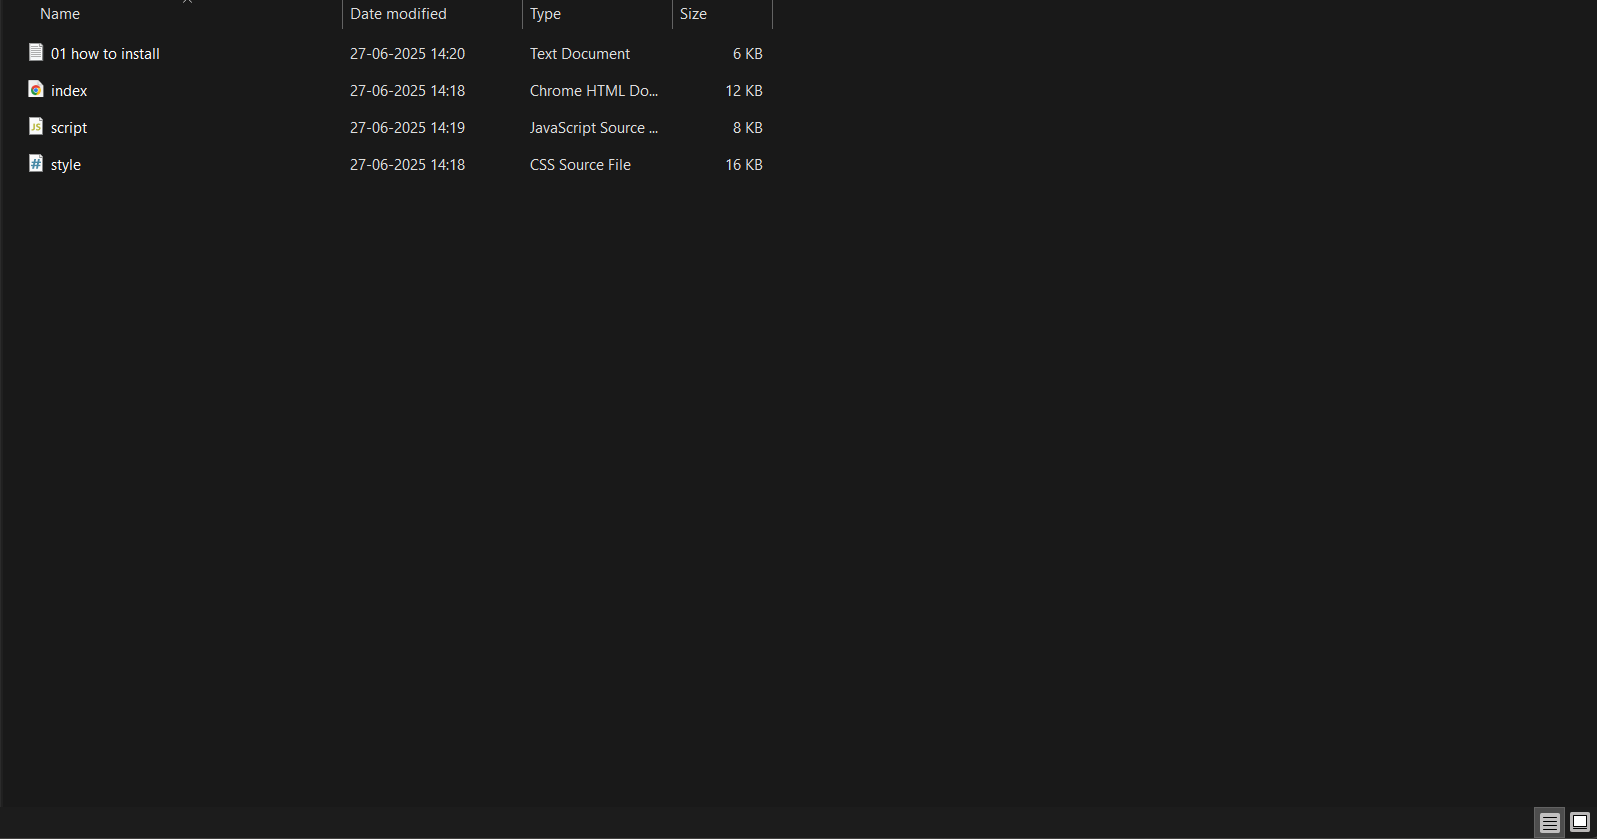 Name Date modified Type Size
01 how to install 27-06-2025 14:20 Text Document 6 KB
index 27-06-2025 14:18 Chrome HTML Do... 12 KB
JS script 27-06-2025 14:19 JavaScript Source ... 8 KB
# style 27-06-2025 14:18 CSS Source File 16 KB